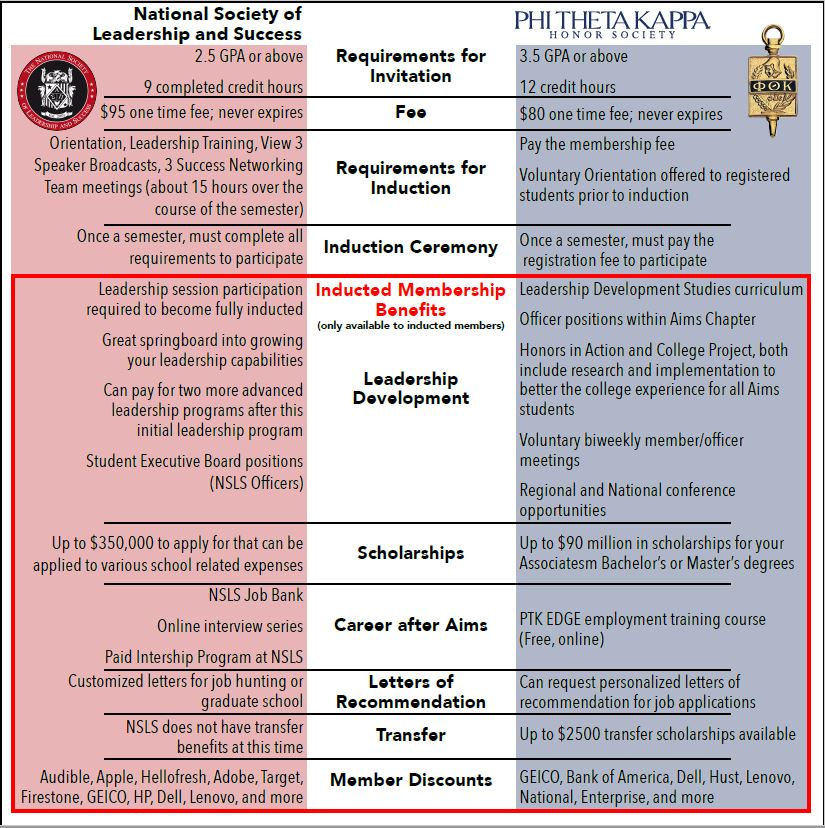 National Society of
Leadership and Success
PHI THETA KAPPA
HONOR SOCIETY
THE NATIONAL SOCIETY
OF LEADERSHIP AND SUCCESS
ΦΘΚ
2.5 GPA or above
9 completed credit hours
Requirements for
Invitation
3.5 GPA or above
12 credit hours
$95 one time fee; never expires
Fee
$80 one time fee; never expires
Orientation, Leadership Training, View 3
Speaker Broadcasts, 3 Success Networking
Team meetings (about 15 hours over the
course of the semester)
Requirements for
Induction
Pay the membership fee
Voluntary Orientation offered to registered
students prior to induction
Once a semester, must complete all
requirements to participate
Induction Ceremony
Once a semester, must pay the
registration fee to participate
Inducted Membership
Benefits
(only available to inducted members)
Leadership session participation
required to become fully inducted
Great springboard into growing
your leadership capabilities
Can pay for two more advanced
leadership programs after this
initial leadership program
Student Executive Board positions
(NSLS Officers)
Leadership
Development
Leadership Development Studies curriculum
Officer positions within Aims Chapter
Honors in Action and College Project, both
include research and implementation to
better the college experience for all Aims
students
Voluntary biweekly member/officer
meetings
Regional and National conference
opportunities
Up to $350,000 to apply for that can be
applied to various school related expenses
Scholarships
Up to $90 million in scholarships for your
Associatesm Bachelor's or Master's degrees
NSLS Job Bank
Online interview series
Paid Intership Program at NSLS
Career after Aims
PTK EDGE employment training course
(Free, online)
Customized letters for job hunting or
graduate school
Letters of
Recommendation
Can request personalized letters of
recommendation for job applications
NSLS does not have transfer
benefits at this time
Transfer
Up to $2500 transfer scholarships available
Audible, Apple, Hellofresh, Adobe, Target,
Firestone, GEICO, HP, Dell, Lenovo, and more
Member Discounts
GEICO, Bank of America, Dell, Hust, Lenovo,
National, Enterprise, and more